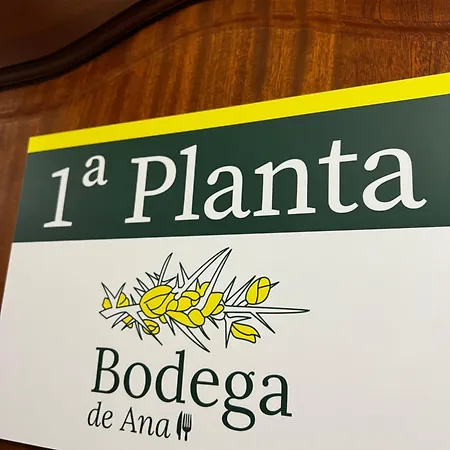 1ª Planta
Bodega
de Ana